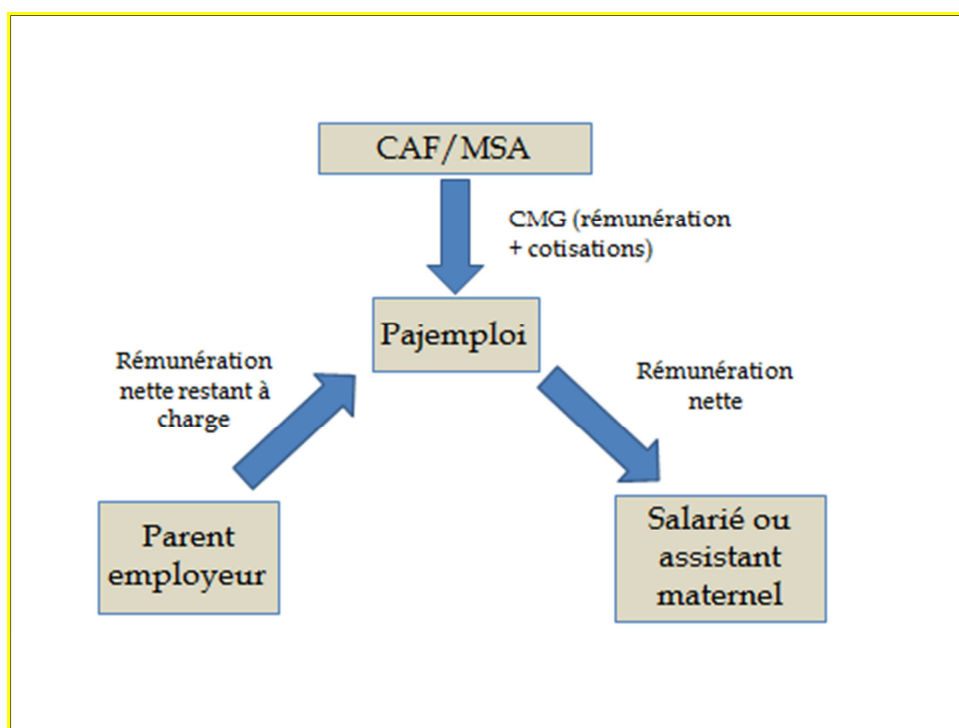 CAF/MSA
CMG (rémunération
+ cotisations)
Pajemploi
Rémunération
nette restant à
charge
Rémunération
nette
Parent
employeur
Salarié ou
assistant
maternel